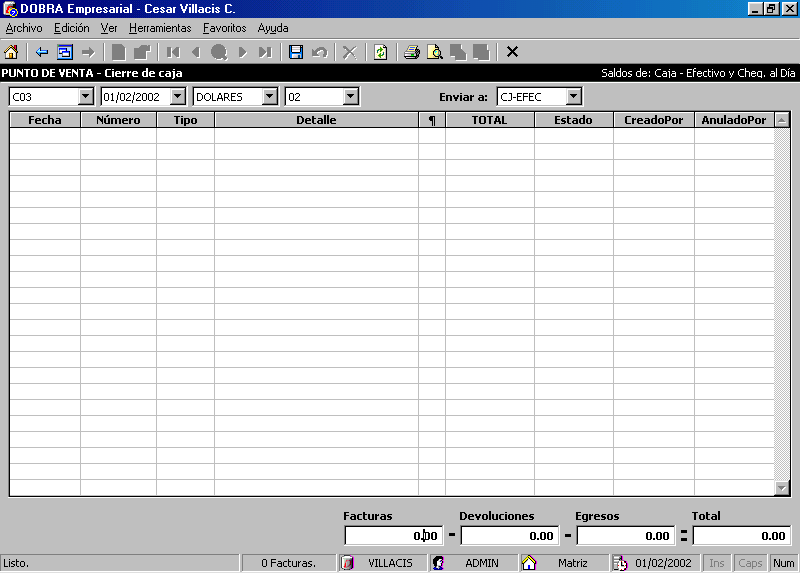 DOBRA Empresarial - Cesar Villacis C.
Archivo Edición Ver Herramientas Favoritos Ayuda
PUNTO DE VENTA - Cierre de caja Saldos de: Caja - Efectivo y Cheq. al Día
C03 01/02/2002 DOLARES 02 Enviar a: CJ-EFEC
Fecha Número Tipo Detalle ¶ TOTAL Estado CreadoPor AnuladoPor
Facturas Devoluciones Egresos Total
0.00 - 0.00 - 0.00 = 0.00
Listo. 0 Facturas. VILLACIS ADMIN Matriz 01/02/2002 Ins Caps Num